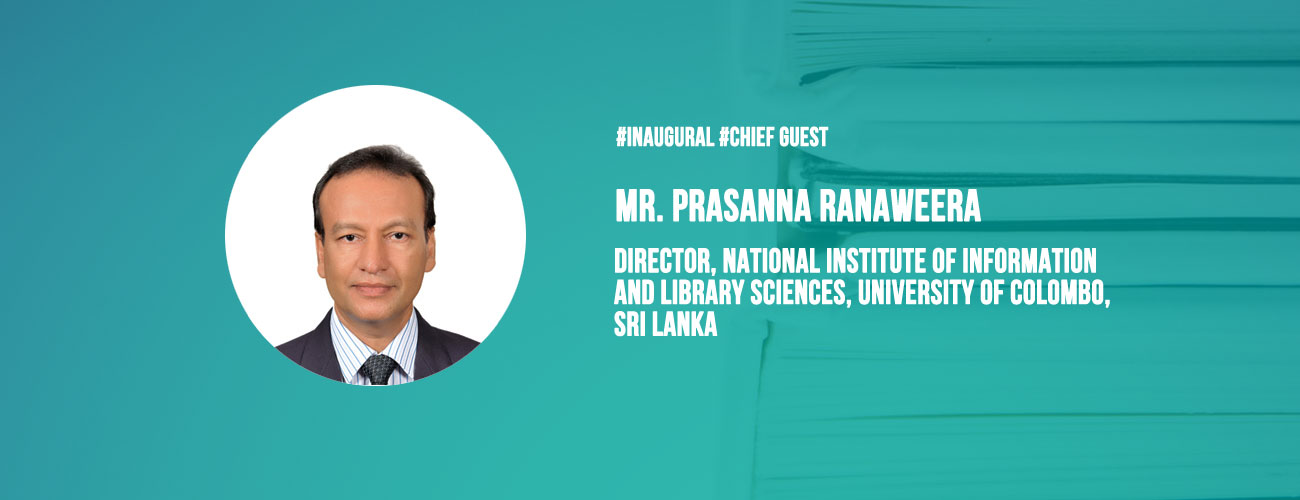 #INAUGURAL #CHIEF GUEST
MR. PRASANNA RANAWEERA
DIRECTOR, NATIONAL INSTITUTE OF INFORMATION
AND LIBRARY SCIENCES, UNIVERSITY OF COLOMBO,
SRI LANKA